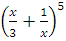 (x/3 + 1/x)^5